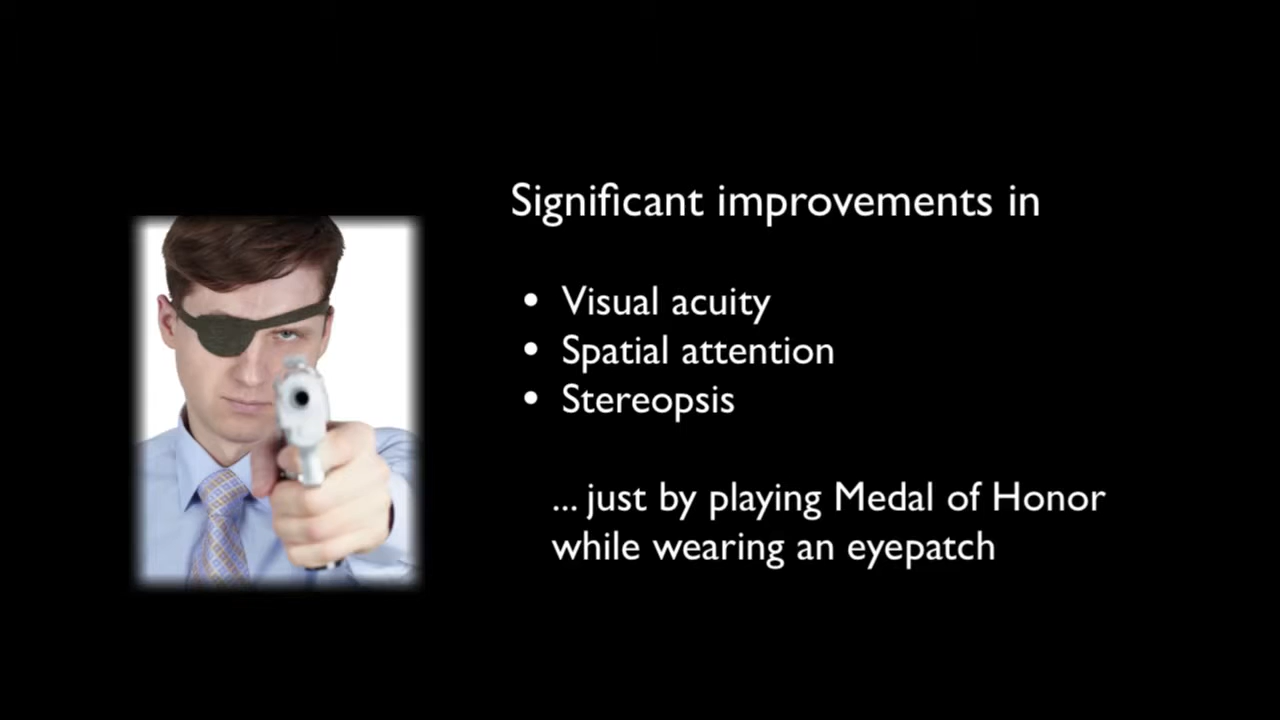 Significant improvements in
• Visual acuity
• Spatial attention
• Stereopsis
... just by playing Medal of Honor
while wearing an eyepatch